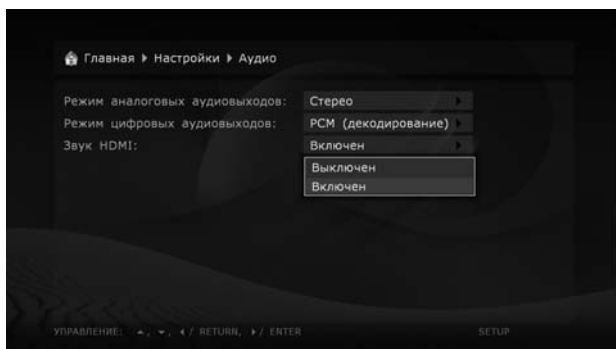 Главная ▶ Настройки ▶ Аудио
Режим аналоговых аудиовыходов: Стерео
Режим цифровых аудиовыходов: PCM (декодирование)
Звук HDMI: Включен
Выключен
Включен
УПРАВЛЕНИЕ: ▲, ▼, ◀/ RETURN, ▶/ ENTER SETUP